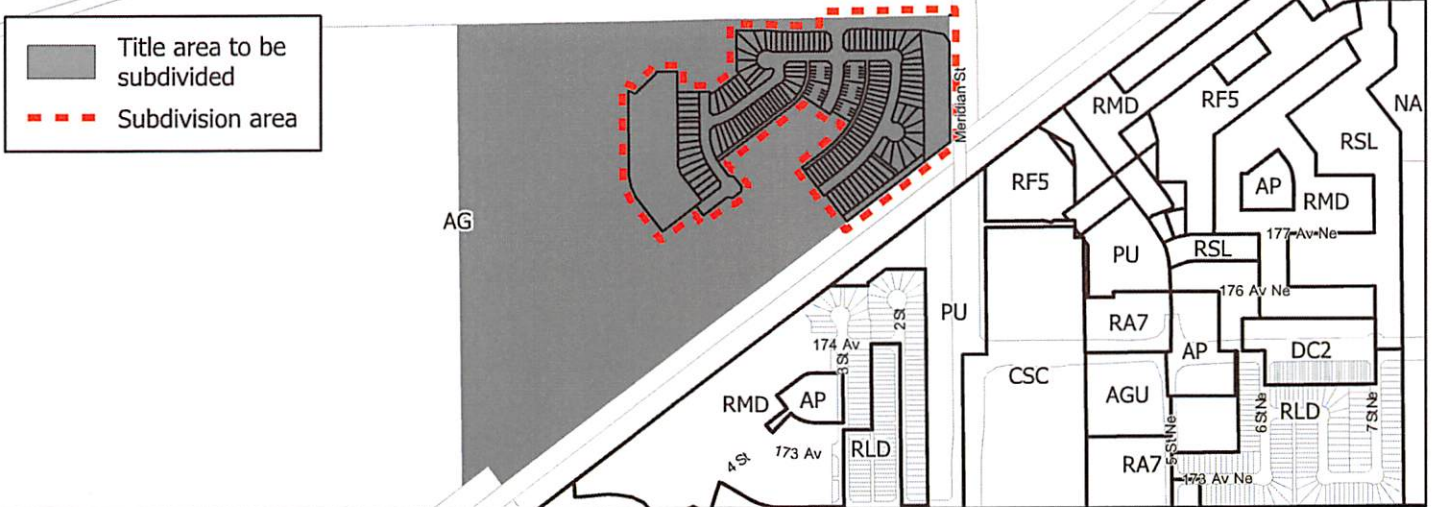 Title area to be
subdivided
Subdivision area
Meridian St
NA
RMD
RF5
RSL
RF5
AP
RMD
AG
177 Av Ne
PU
RSL
176 Av Ne
PU
RA7
2 St
174 Av
AP
DC2
3 St
CSC
RMD
AP
AGU
RLD
6 St Ne
7 St Ne
173 Av
RLD
5 St Ne
4 St
RA7
173 Av Ne